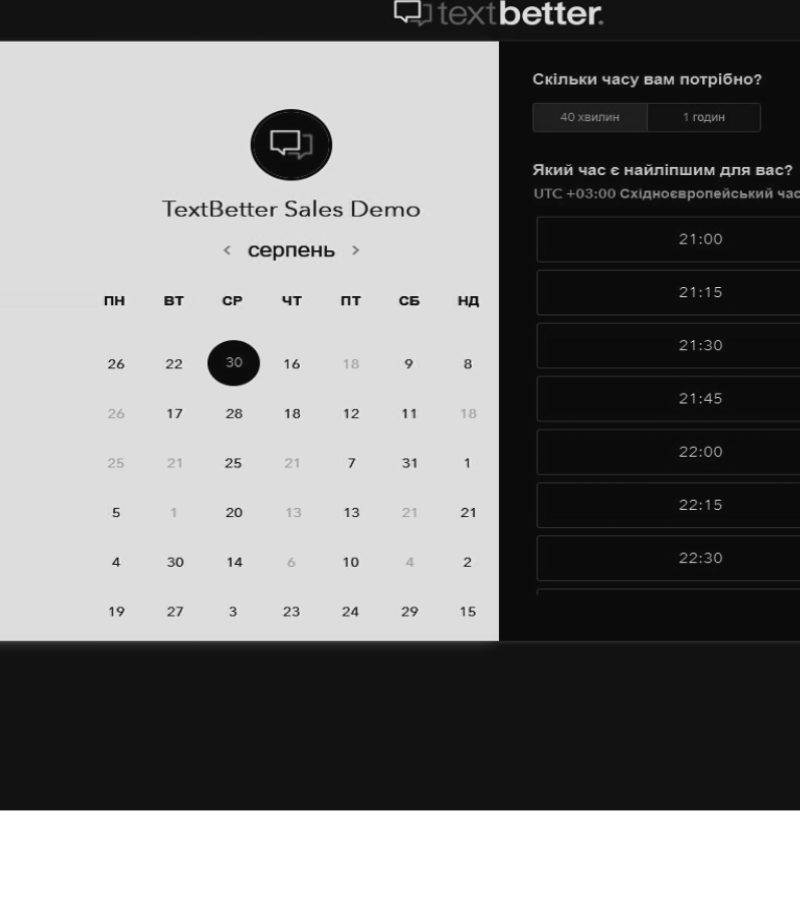 textbetter.
TextBetter Sales Demo
< серпень >
ПН ВТ СР ЧТ ПТ СБ НД
26 22 30 16 18 9 8
26 17 28 18 12 11 18
25 21 25 21 7 31 1
5 1 20 13 13 21 21
4 30 14 6 10 4 2
19 27 3 23 24 29 15
Скільки часу вам потрібно?
40 хвилин 1 годин
Який час є найліпшим для вас?
UTC +03:00 Східноєвропейський час
21:00
21:15
21:30
21:45
22:00
22:15
22:30